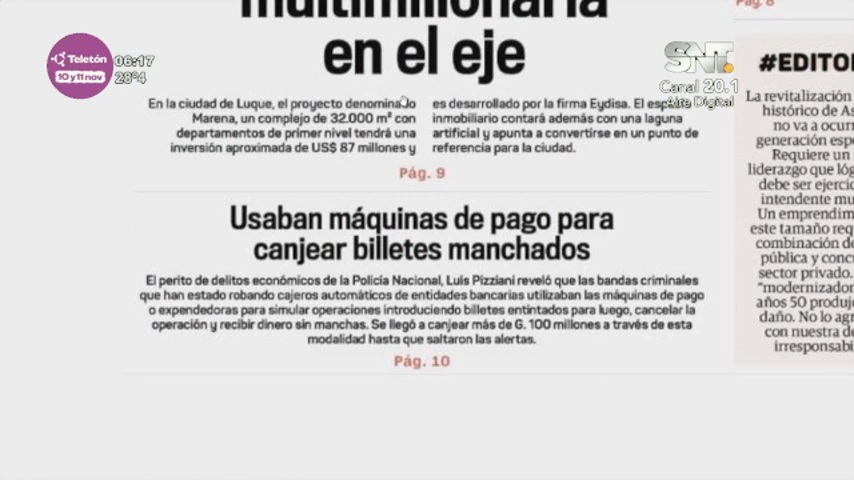 multimillonaria
en el eje
Pág. 8
Teletón
10 y 11 nov
06:17
28°4
SNT
Canal 20.1
Alta Digital
En la ciudad de Luque, el proyecto denominado
Marena, un complejo de 32.000 m² con
departamentos de primer nivel tendrá una
inversión aproximada de US$ 87 millones y
es desarrollado por la firma Eydisa. El
inmobiliario contará además con una laguna
artificial y apunta a convertirse en un punto de
referencia para la ciudad.
Pág. 9
Usaban máquinas de pago para
canjear billetes manchados
El perito de delitos económicos de la Policía Nacional, Luis Pizziani reveló que las bandas criminales
que han estado robando cajeros automáticos de entidades bancarias utilizaban las máquinas de pago
o expendedoras para simular operaciones introduciendo billetes entintados para luego, cancelar la
operación y recibir dinero sin manchas. Se llegó a canjear más de G. 100 millones a través de esta
modalidad hasta que saltaron las alertas.
Pág. 10
#EDITO
La revitalización
histórico de As
no va a ocurr
generación espe
Requiere un
liderazgo que lóg
debe ser ejercic
intendente mu
Un emprendim
este tamaño req
combinación de
pública y concu
sector privado.
"modernizador
años 50 produje
daño. No lo agr
con nuestra de
irresponsabi